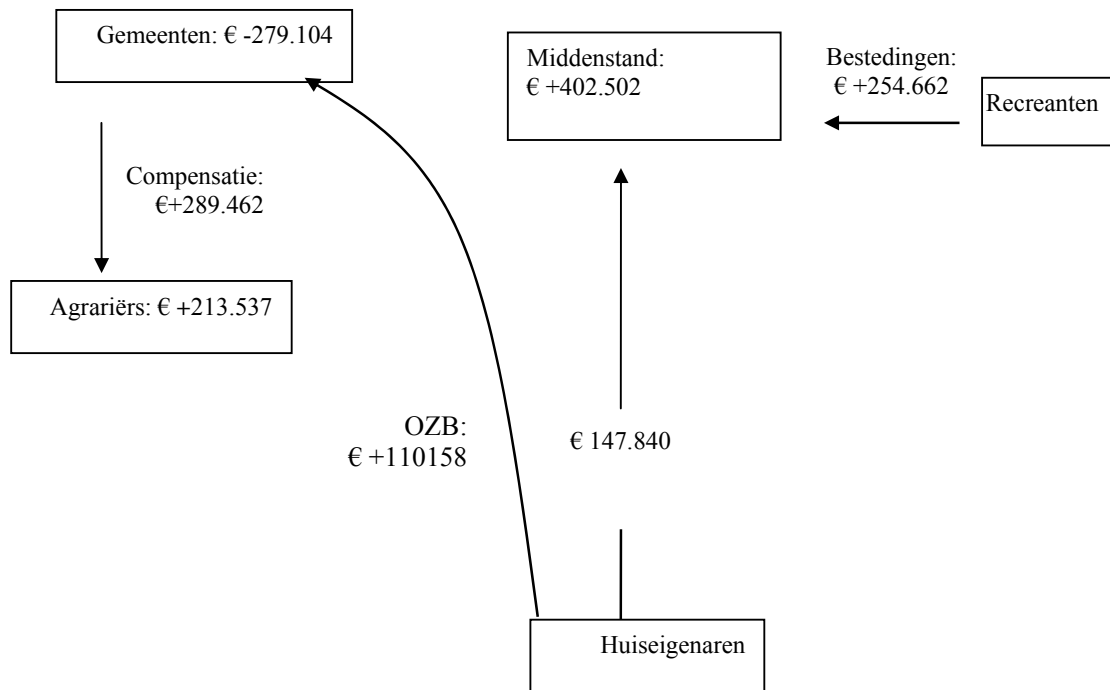 Gemeenten: € -279.104
Middenstand:
€ +402.502
Bestedingen:
€ +254.662
Recreanten
Compensatie:
€+289.462
Agrariërs: € +213.537
OZB:
€ +110158
€ 147.840
Huiseigenaren